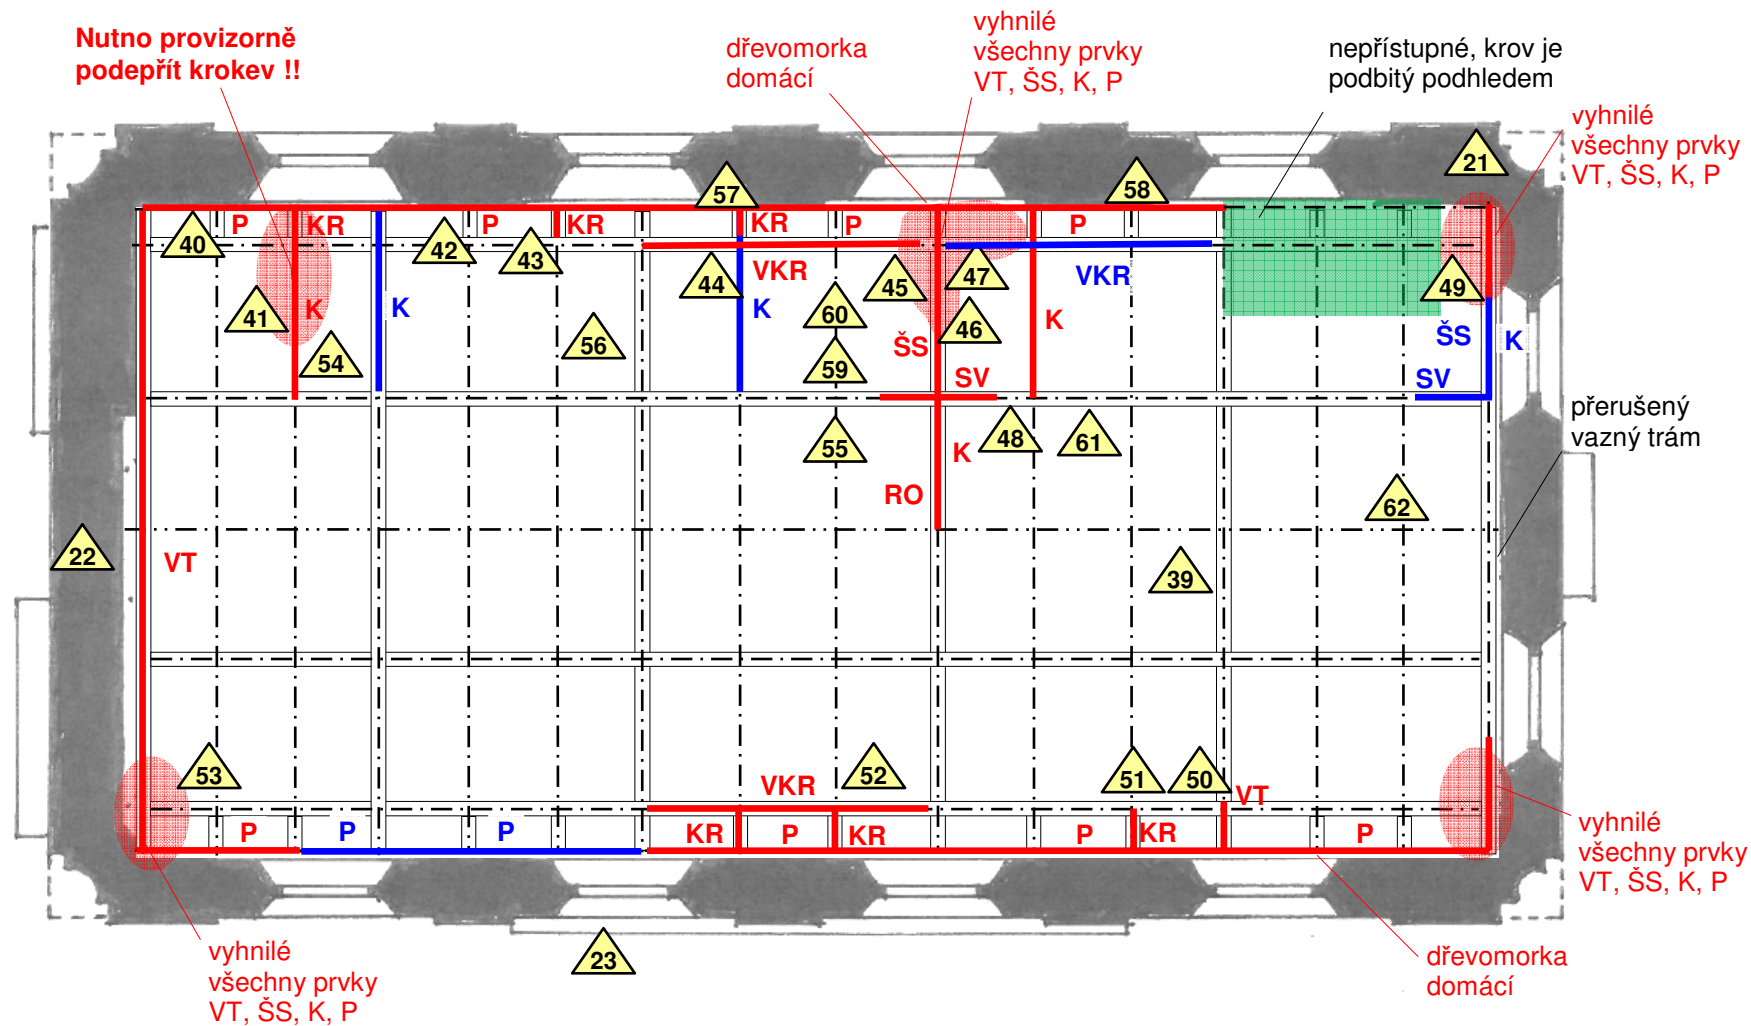 vyhnilé
všechny prvky
VT, ŠS, K, P
Nutno provizorně
podepřít krokev !!
dřevomorka
domácí
nepřístupné, krov je
podbitý podhledem
vyhnilé
všechny prvky
VT, ŠS, K, P
21
57
58
40
P
KR
42
P
43
KR
KR
P
P
41
K
54
K
56
44
VKR
K
60
59
45
47
46
ŠS
SV
K
VKR
49
ŠS
K
SV
přerušený
vazný trám
55
K
48
61
RO
62
22
VT
39
53
VKR
52
51
50
VT
P
P
P
KR
P
KR
P
KR
P
vyhnilé
všechny prvky
VT, ŠS, K, P
23
vyhnilé
všechny prvky
VT, ŠS, K, P
dřevomorka
domácí